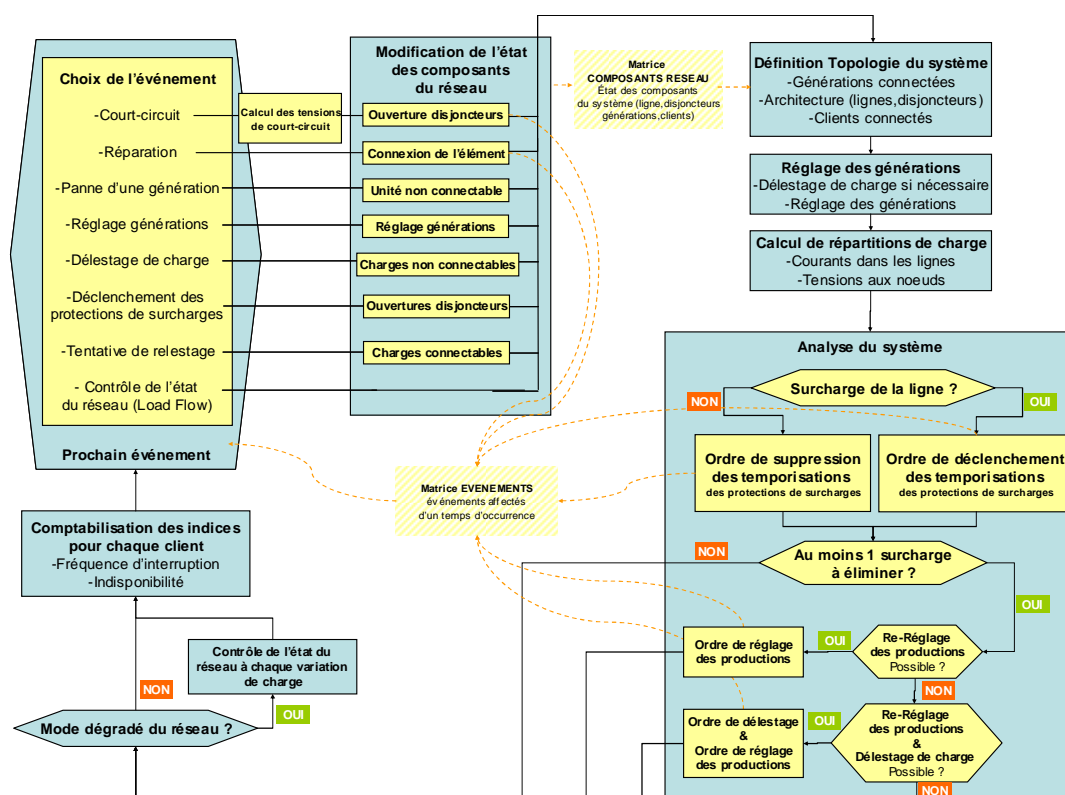 Choix de l'événement
-Court-circuit
-Réparation
-Panne d'une génération
-Réglage générations
-Délestage de charge
-Déclenchement des
protections de surcharges
-Tentative de relestage
- Contrôle de l'état
du réseau (Load Flow)
Prochain événement
Calcul des tensions
de court-circuit
Modification de l'état
des composants
du réseau
Ouverture disjoncteurs
Connexion de l'élément
Unité non connectable
Réglage générations
Charges non connectables
Ouvertures disjoncteurs
Charges connectables
Matrice
COMPOSANTS RESEAU
État des composants
du système (ligne,disjoncteurs
générations,clients)
Définition Topologie du système
-Générations connectées
-Architecture (lignes,disjoncteurs)
-Clients connectés
Réglage des générations
-Délestage de charge si nécessaire
-Réglage des générations
Calcul de répartitions de charge
-Courants dans les lignes
-Tensions aux noeuds
Analyse du système
Surcharge de la ligne ?
NON
OUI
Ordre de suppression
des temporisations
des protections de surcharges
Ordre de déclenchement
des temporisations
des protections de surcharges
Matrice EVENEMENTS
événements affectés
d'un temps d'occurrence
NON
Au moins 1 surcharge
à éliminer ?
OUI
Ordre de réglage
des productions
OUI
Re-Réglage
des productions
Possible ?
NON
Ordre de délestage
&
Ordre de réglage
des productions
OUI
Re-Réglage
des productions
&
Délestage de charge
Possible ?
NON
Comptabilisation des indices
pour chaque client
-Fréquence d'interruption
-Indisponibilité
Contrôle de l'état du
réseau à chaque variation
de charge
NON
OUI
Mode dégradé du réseau ?